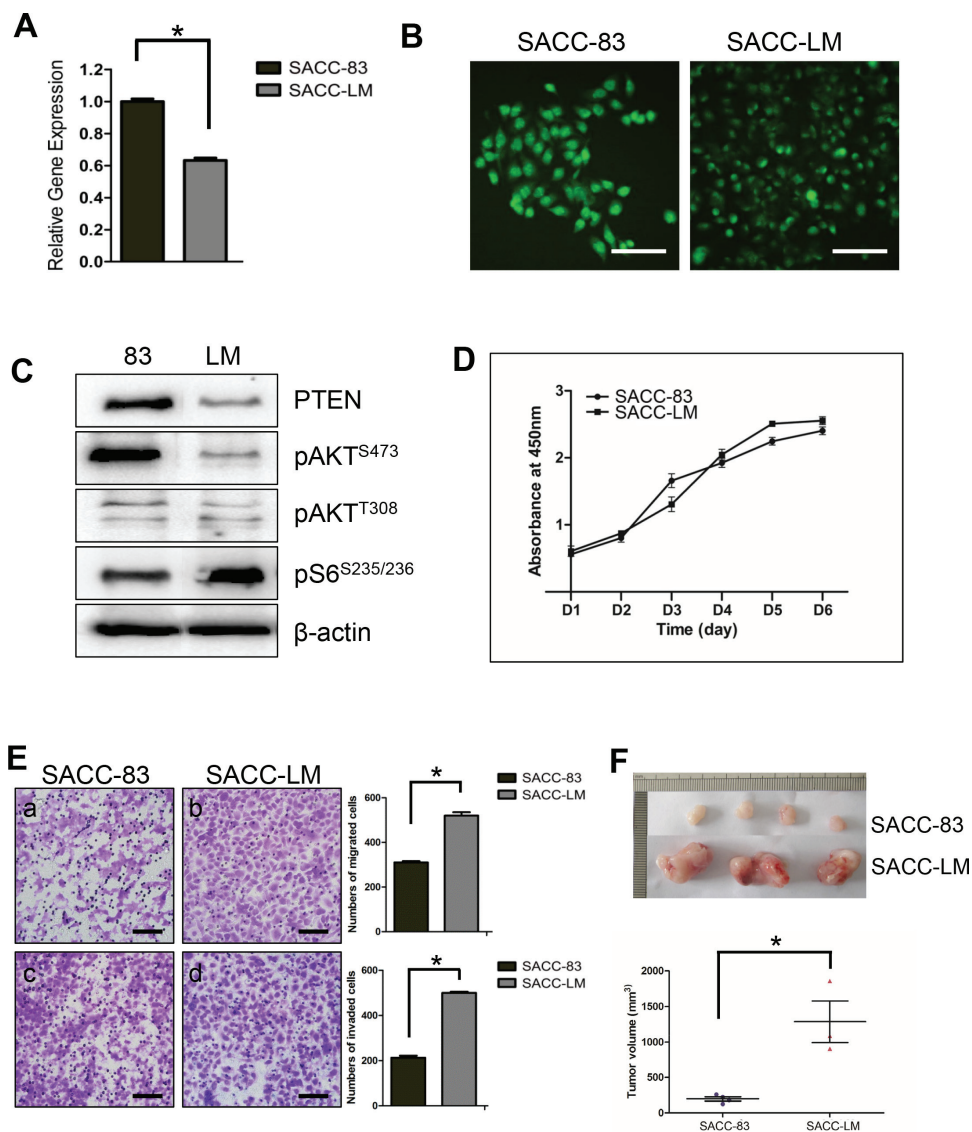 A
*
SACC-83
SACC-LM
Relative Gene Expression
1.2
1.0
0.8
0.6
0.4
0.2
0.0
B
SACC-83
SACC-LM
C
83
LM
PTEN
pAKT^S473
pAKT^T308
pS6^S235/236
β-actin
D
SACC-83
SACC-LM
Absorbance at 450nm
3
2
1
D1 D2 D3 D4 D5 D6
Time (day)
E
SACC-83
SACC-LM
a
b
Numbers of migrated cells
600
400
200
0
*
SACC-83
SACC-LM
c
d
Numbers of invaded cells
600
400
200
0
*
SACC-83
SACC-LM
F
SACC-83
SACC-LM
*
Tumor volume (mm³)
2000
1500
1000
500
0
SACC-83
SACC-LM